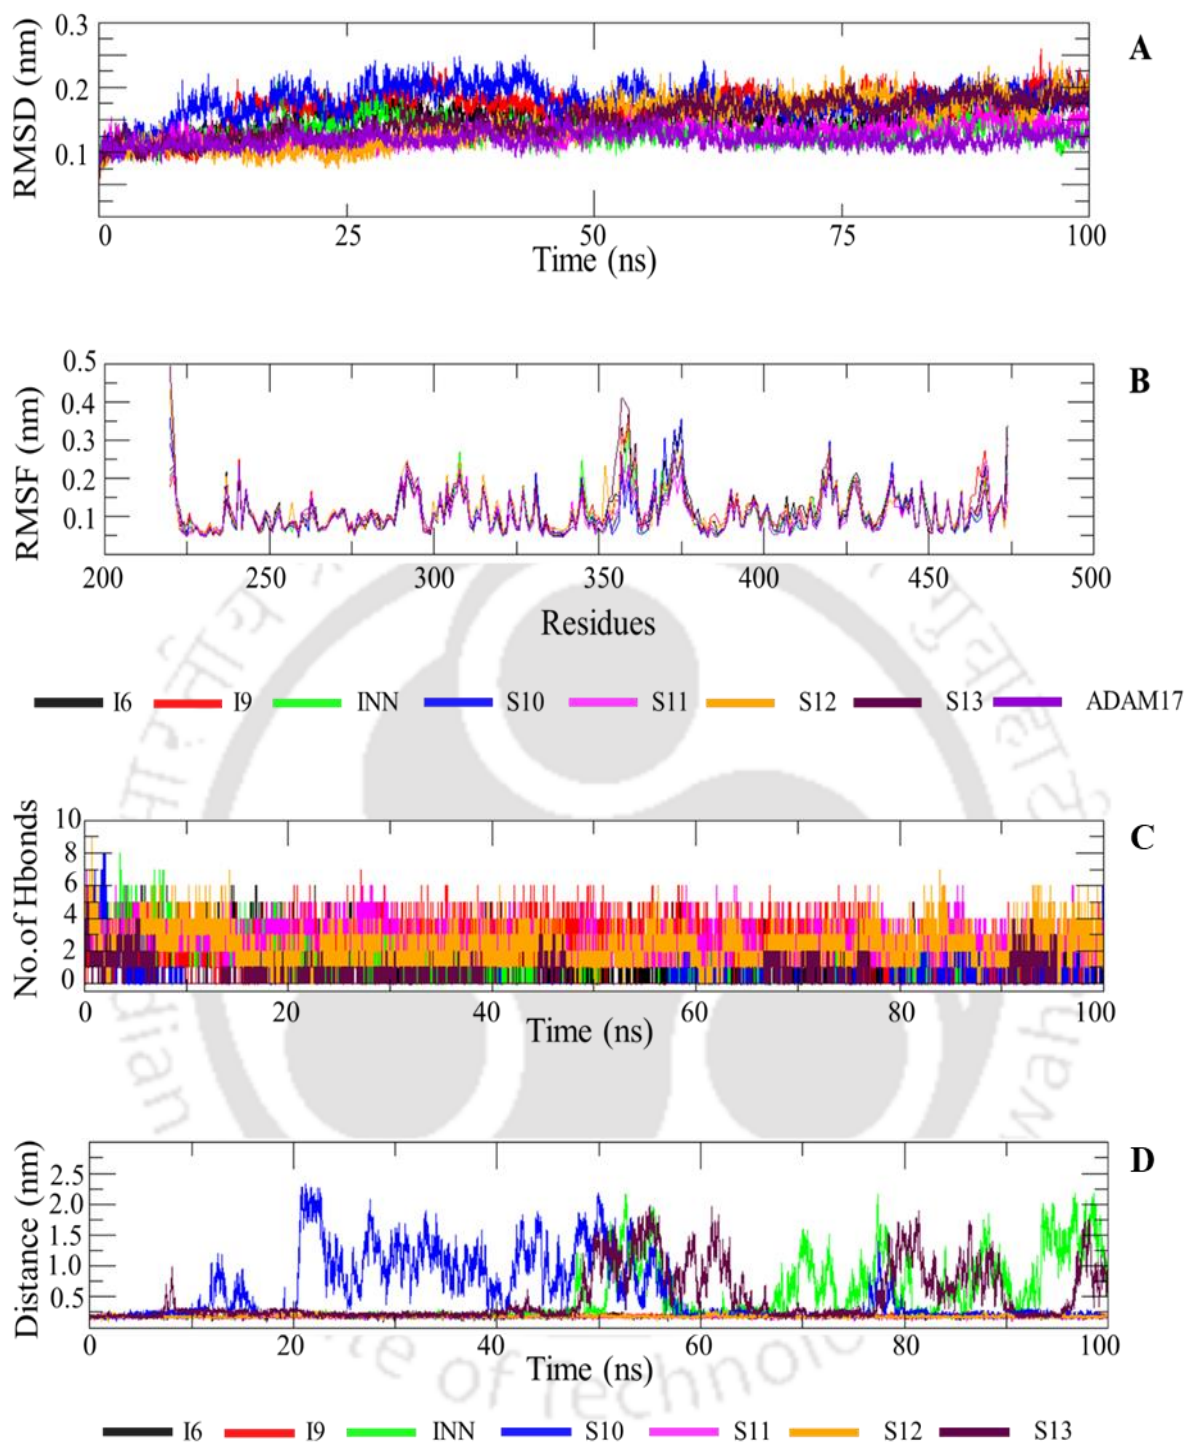 0.3
A
0.2
0.1
RMSD (nm)
0 25 50 75 100
Time (ns)
0.5
B
0.4
0.3
0.2
0.1
RMSF (nm)
200 250 300 350 400 450 500
Residues
I6 I9 INN S10 S11 S12 S13 ADAM17
10
C
8
6
4
2
0
No.of Hbonds
0 20 40 60 80 100
Time (ns)
D
2.5
2.0
1.5
1.0
0.5
Distance (nm)
0 20 40 60 80 100
Time (ns)
I6 I9 INN S10 S11 S12 S13